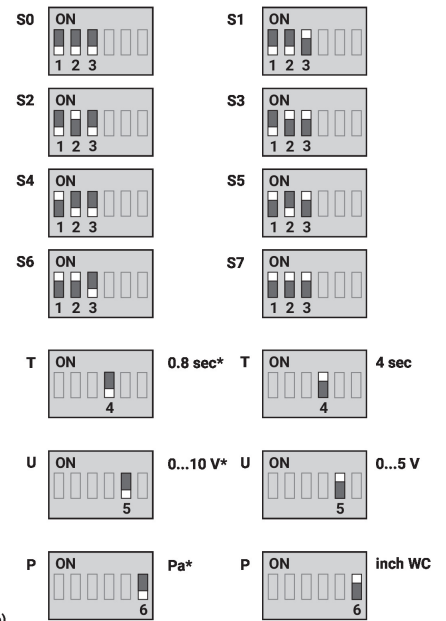 S0 ON S1 ON
1 2 3 1 2 3
S2 ON S3 ON
1 2 3 1 2 3
S4 ON S5 ON
1 2 3 1 2 3
S6 ON S7 ON
1 2 3 1 2 3
T ON 0.8 sec* T ON 4 sec
4 4
U ON 0...10 V* U ON 0...5 V
5 5
P ON Pa* P ON inch WC
6 6